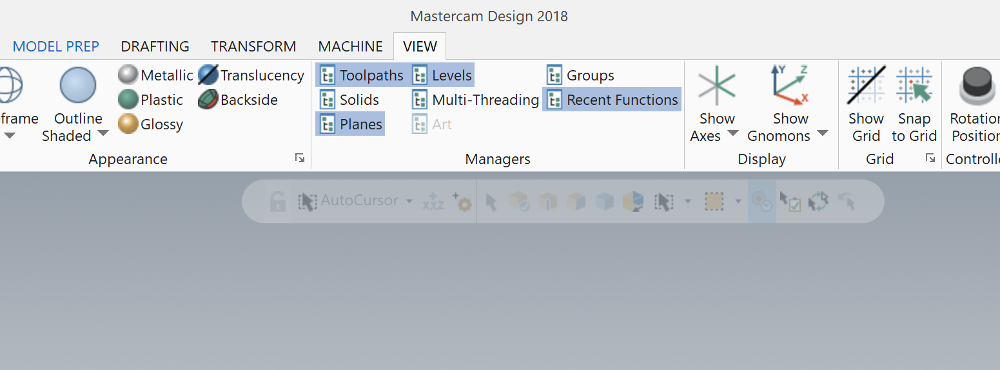 Mastercam Design 2018
MODEL PREP DRAFTING TRANSFORM MACHINE VIEW
frame
Outline Shaded
Metallic
Plastic
Glossy
Translucency
Backside
Appearance
Toolpaths
Solids
Planes
Levels
Multi-Threading
Art
Groups
Recent Functions
Managers
Show Axes
Show Gnomons
Display
Show Grid
Snap to Grid
Grid
Rotation
Position
Controlle
AutoCursor
X,Y,Z